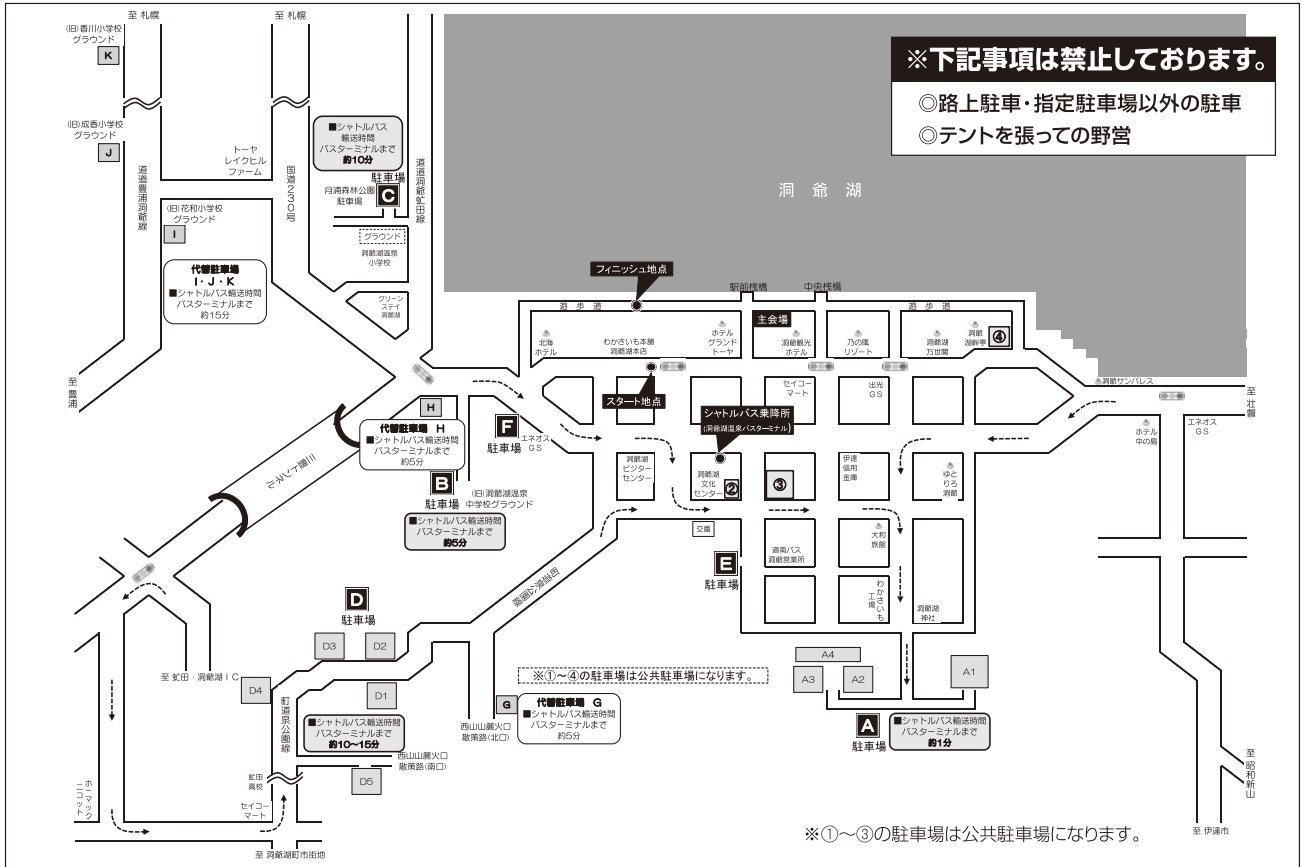 至 札幌
至 札幌
(旧)香川小学校
グラウンド
K
※下記事項は禁止しております。
◎路上駐車・指定駐車場以外の駐車
◎テントを張っての野営
(旧)成香小学校
グラウンド
J
道道豊浦洞爺線
トーヤ
レイクヒル
ファーム
国道230号
■シャトルバス
輸送時間
バスターミナルまで
約10分
駐車場
C
月浦森林公園
駐車場
道道洞爺虻田線
洞爺湖
(旧)花和小学校
グラウンド
I
グラウンド
洞爺湖温泉
小学校
代替駐車場
I・J・K
■シャトルバス輸送時間
バスターミナルまで
約15分
グリーン
ステイ
洞爺湖
フィニッシュ地点
駅前桟橋
中央桟橋
遊歩道
遊歩道
主会場
北海
ホテル
わかさいも本舗
洞爺湖本店
ホテル
グランド
トーヤ
洞爺観光
ホテル
乃の風
リゾート
洞爺湖
万世閣
洞爺
湖畔亭
④
至 豊浦
スタート地点
セイコー
マート
出光
GS
洞爺サンパレス
至 壮瞥
H
代替駐車場 H
■シャトルバス輸送時間
バスターミナルまで
約5分
F
駐車場
エネオス
GS
シャトルバス乗降所
(洞爺湖温泉バスターミナル)
ホテル
中の島
エネオス
GS
三豊トンネル
B
駐車場
(旧)洞爺湖温泉
中学校グラウンド
■シャトルバス輸送時間
バスターミナルまで
約5分
洞爺湖
ビジター
センター
洞爺湖
文化
センター
②
③
伊達
信用
金庫
ゆとりろ
洞爺
交番
E
駐車場
道南バス
洞爺営業所
大和
旅館
わかさいも
工場
洞爺湖
神社
町道泉公園線
D
駐車場
D3
D2
D4
D1
至 虻田・洞爺湖IC
町道泉公園線
■シャトルバス輸送時間
バスターミナルまで
約10〜15分
※①〜④の駐車場は公共駐車場になります。
G
代替駐車場 G
■シャトルバス輸送時間
バスターミナルまで
約5分
西山山麓火口
散策路(北口)
A4
A3
A2
A1
A
駐車場
■シャトルバス輸送時間
バスターミナルまで
約1分
西山山麓火口
散策路(南口)
D5
虻田
高校
セイコー
マート
ホーマック
ニコット
至 昭和新山
至 洞爺湖町市街地
※①〜③の駐車場は公共駐車場になります。
至 伊達市